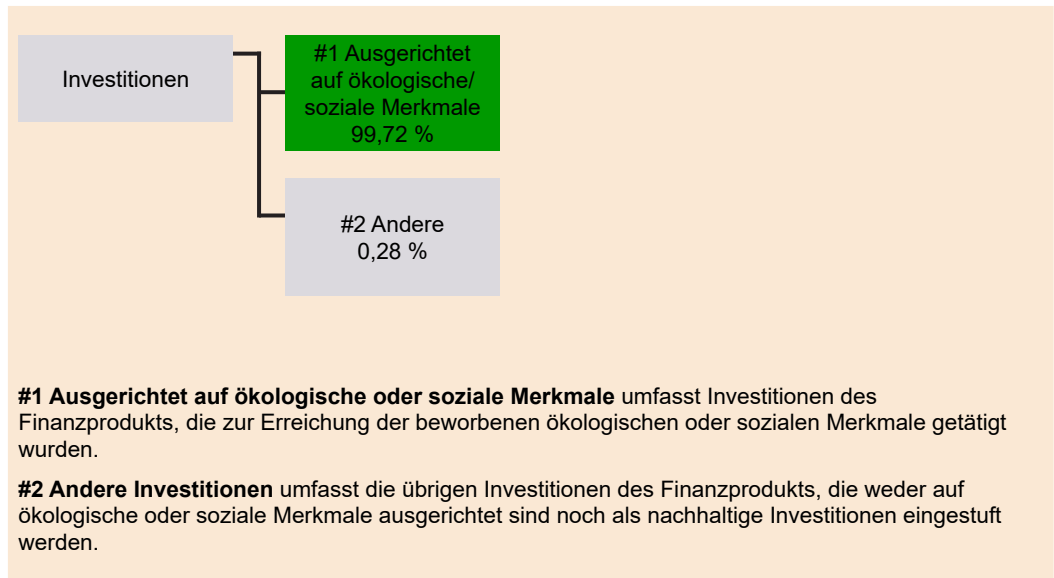 Investitionen
#1 Ausgerichtet
auf ökologische/
soziale Merkmale
99,72 %
#2 Andere
0,28 %
#1 Ausgerichtet auf ökologische oder soziale Merkmale umfasst Investitionen des
Finanzprodukts, die zur Erreichung der beworbenen ökologischen oder sozialen Merkmale getätigt
wurden.
#2 Andere Investitionen umfasst die übrigen Investitionen des Finanzprodukts, die weder auf
ökologische oder soziale Merkmale ausgerichtet sind noch als nachhaltige Investitionen eingestuft
werden.